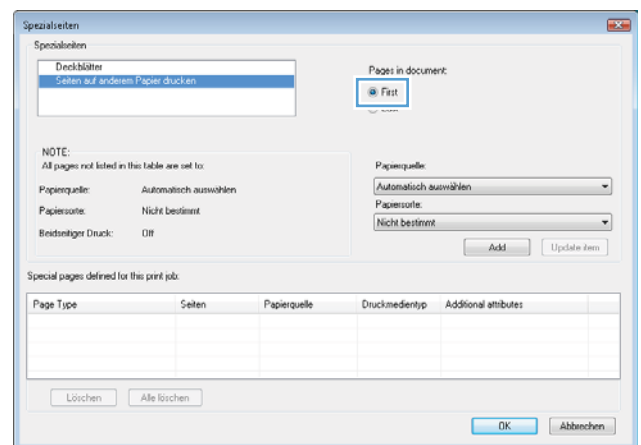 Spezialseiten
Spezialseiten
Deckblätter
Seiten auf anderem Papier drucken
Pages in document:
First
NOTE:
All pages not listed in this table are set to:
Papierquelle: Automatisch auswählen
Papiersorte: Nicht bestimmt
Beidseitiger Druck: Off
Papierquelle:
Automatisch auswählen
Papiersorte:
Nicht bestimmt
Add Update item
Special pages defined for this print job:
Page Type Seiten Papierquelle Druckmedientyp Additional attributes
Löschen Alle löschen
OK Abbrechen